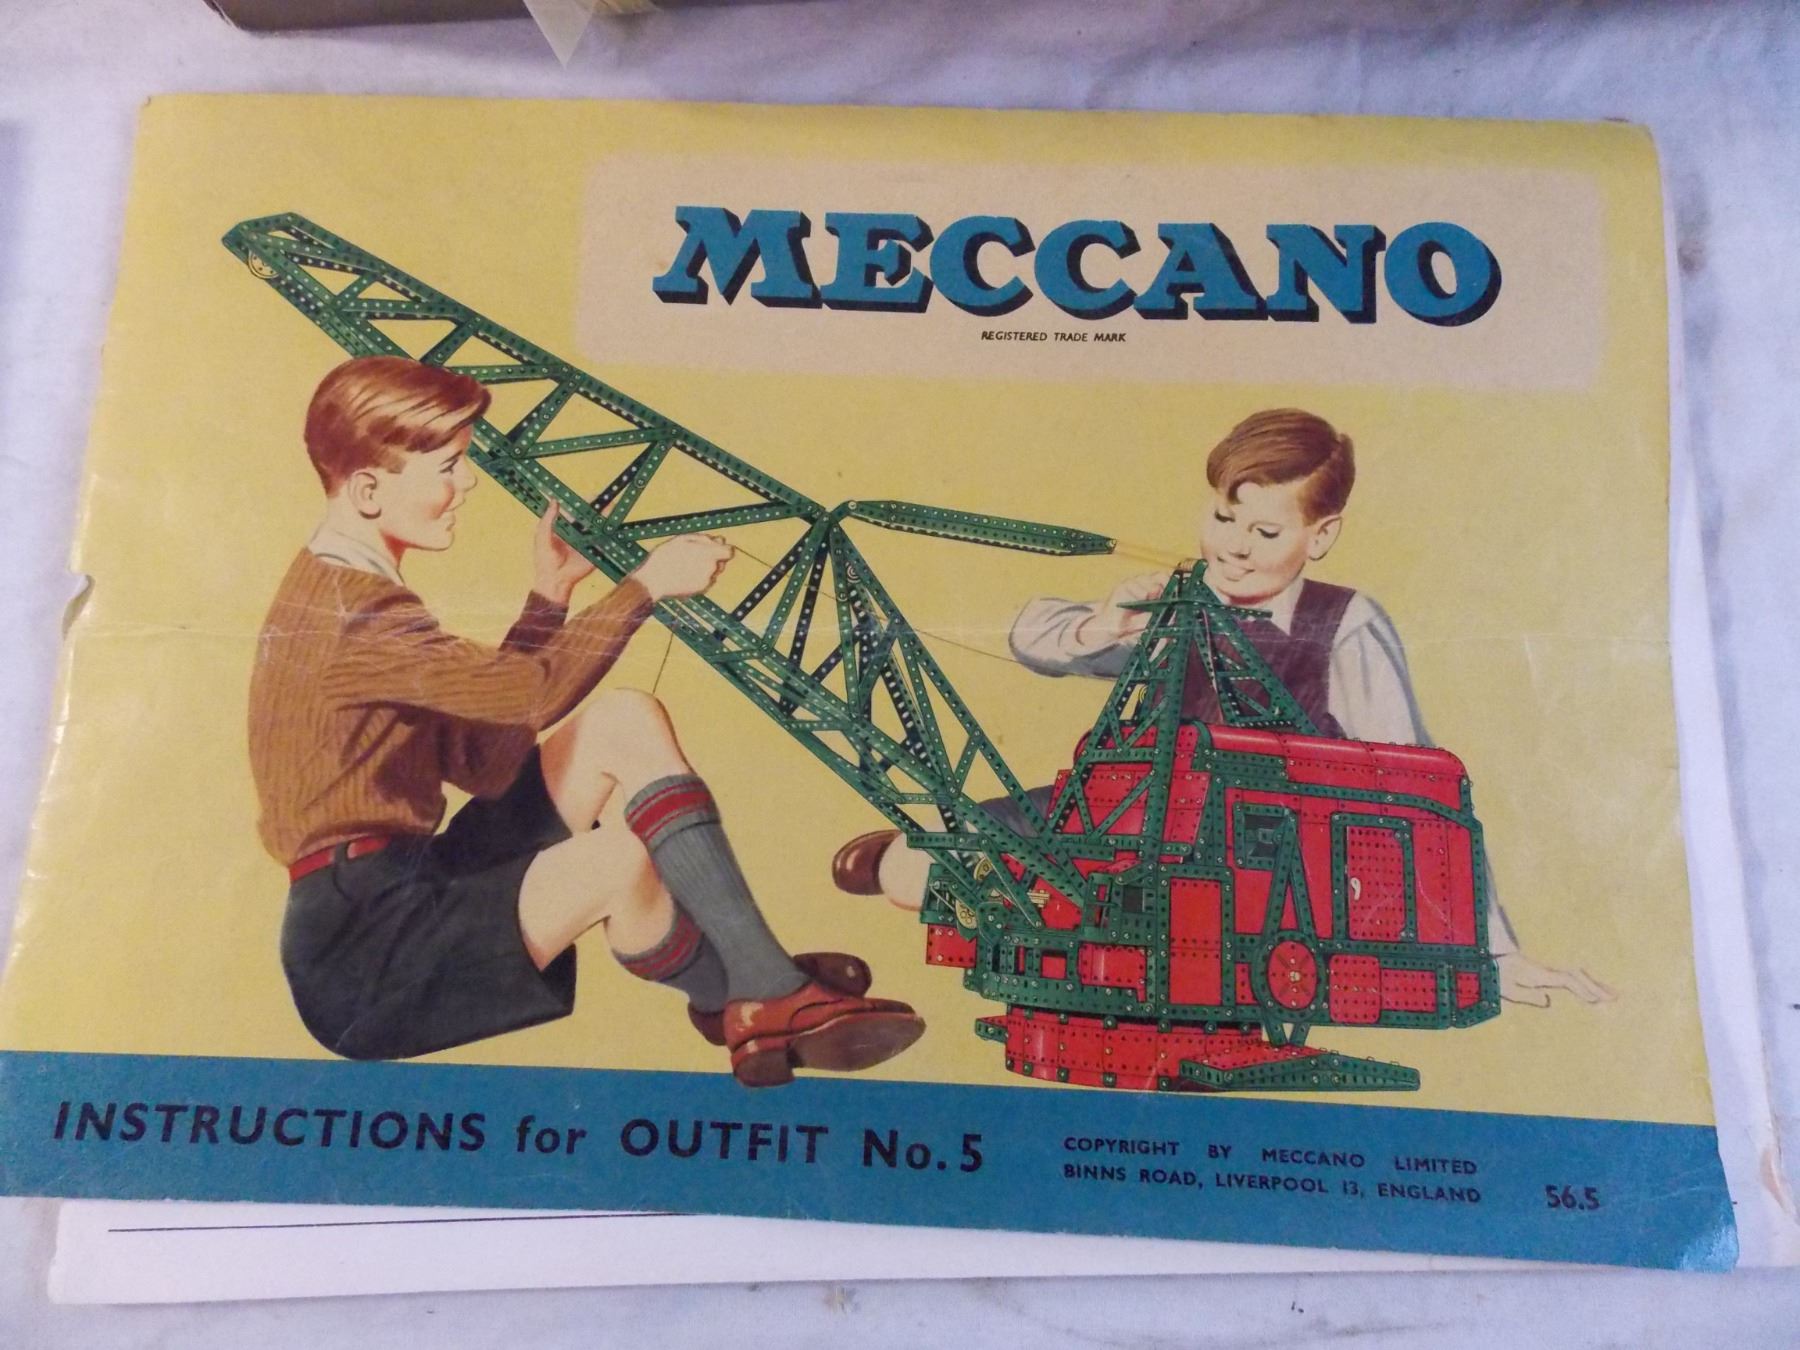 MECCANO
REGISTERED TRADE MARK
INSTRUCTIONS for OUTFIT No. 5
COPYRIGHT BY MECCANO LIMITED
BINNS ROAD, LIVERPOOL 13, ENGLAND
56.5